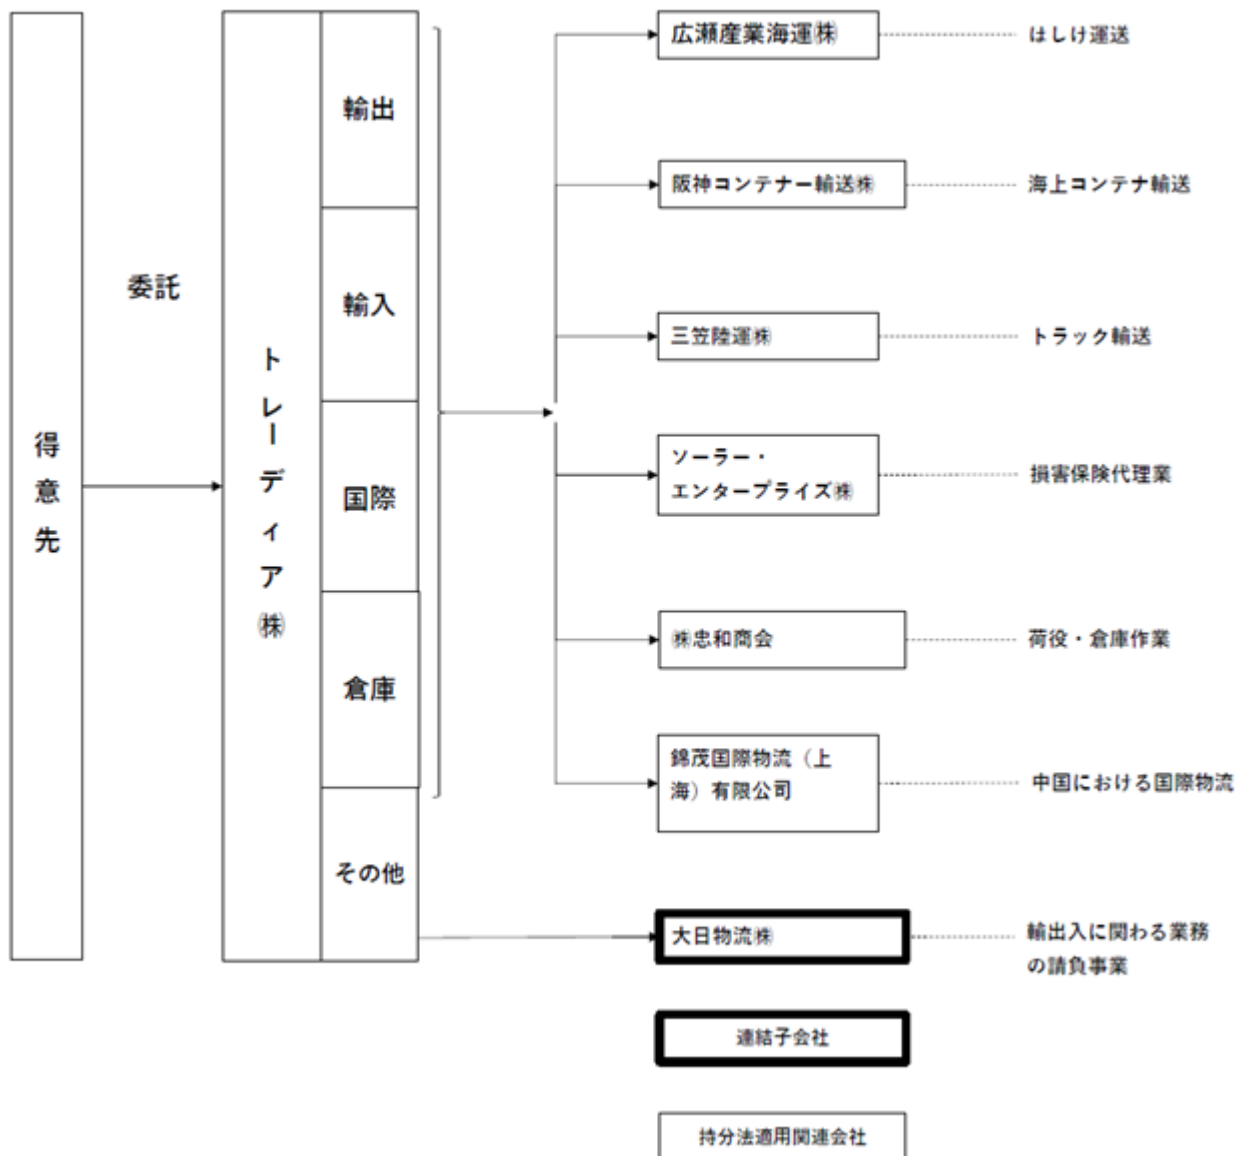 得意先
委託
トレーディア㈱
輸出
輸入
国際
倉庫
その他
広瀬産業海運㈱
はしけ運送
阪神コンテナー輸送㈱
海上コンテナ輸送
三笠陸運㈱
トラック輸送
ソーラー・
エンタープライズ㈱
損害保険代理業
㈱忠和商会
荷役・倉庫作業
錦茂国際物流（上
海）有限公司
中国における国際物流
大日物流㈱
輸出入に関わる業務
の請負事業
連結子会社
持分法適用関連会社